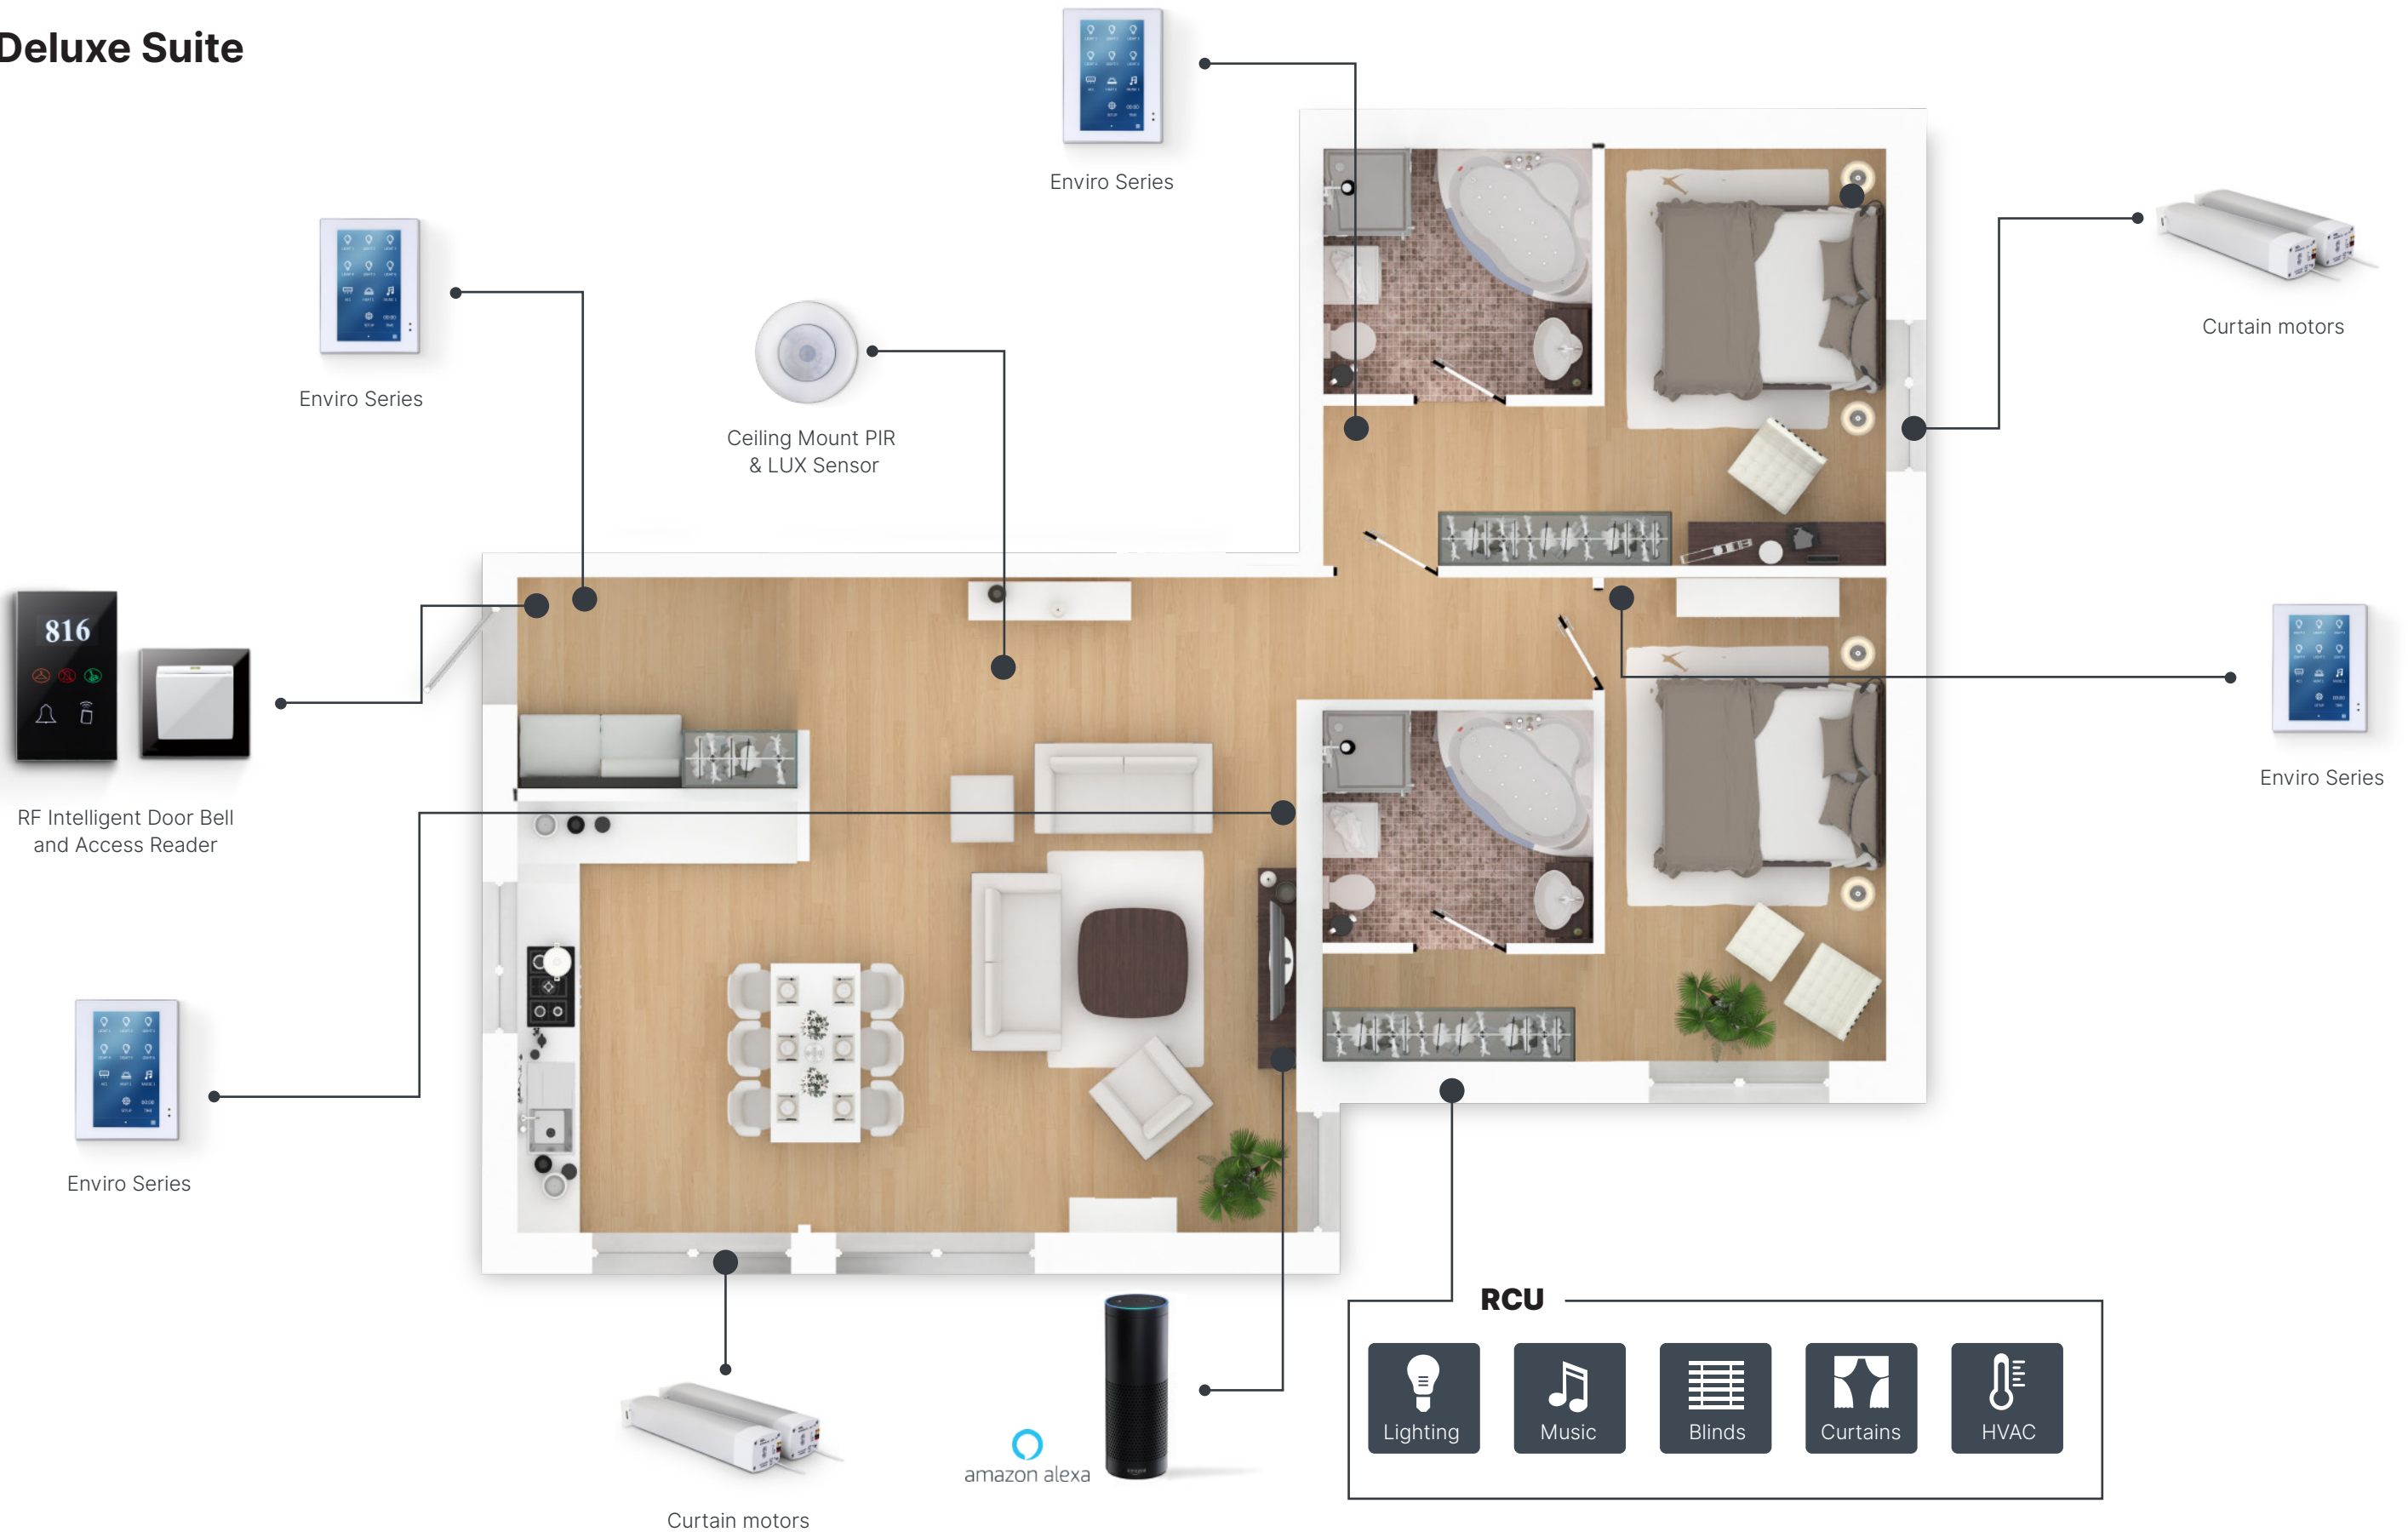 Deluxe Suite
Enviro Series
Enviro Series
Ceiling Mount PIR
& LUX Sensor
Curtain motors
816
RF Intelligent Door Bell
and Access Reader
Enviro Series
Enviro Series
RCU
Lighting
Music
Blinds
Curtains
HVAC
amazon alexa
Curtain motors